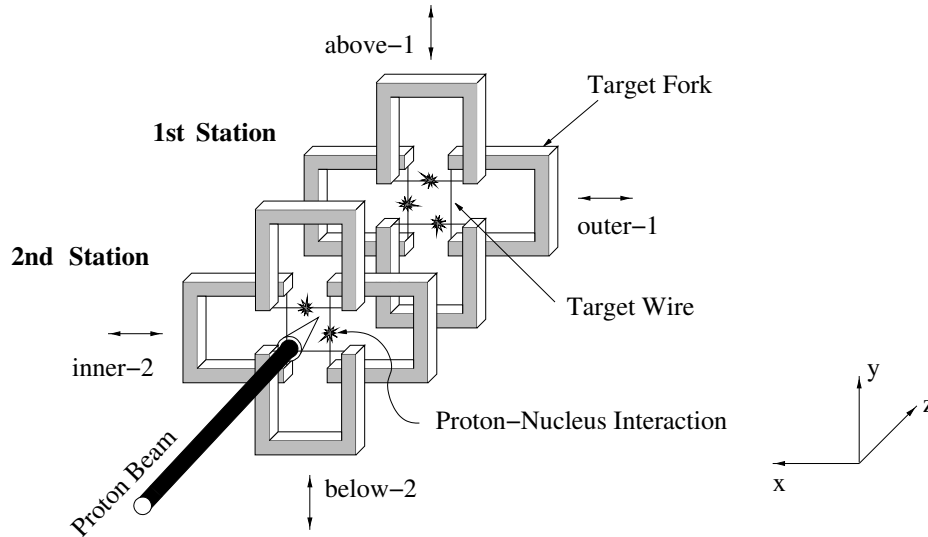 above−1
Target Fork
1st Station
outer−1
2nd Station
Target Wire
inner−2
y
z
Proton−Nucleus Interaction
x
Proton Beam
below−2